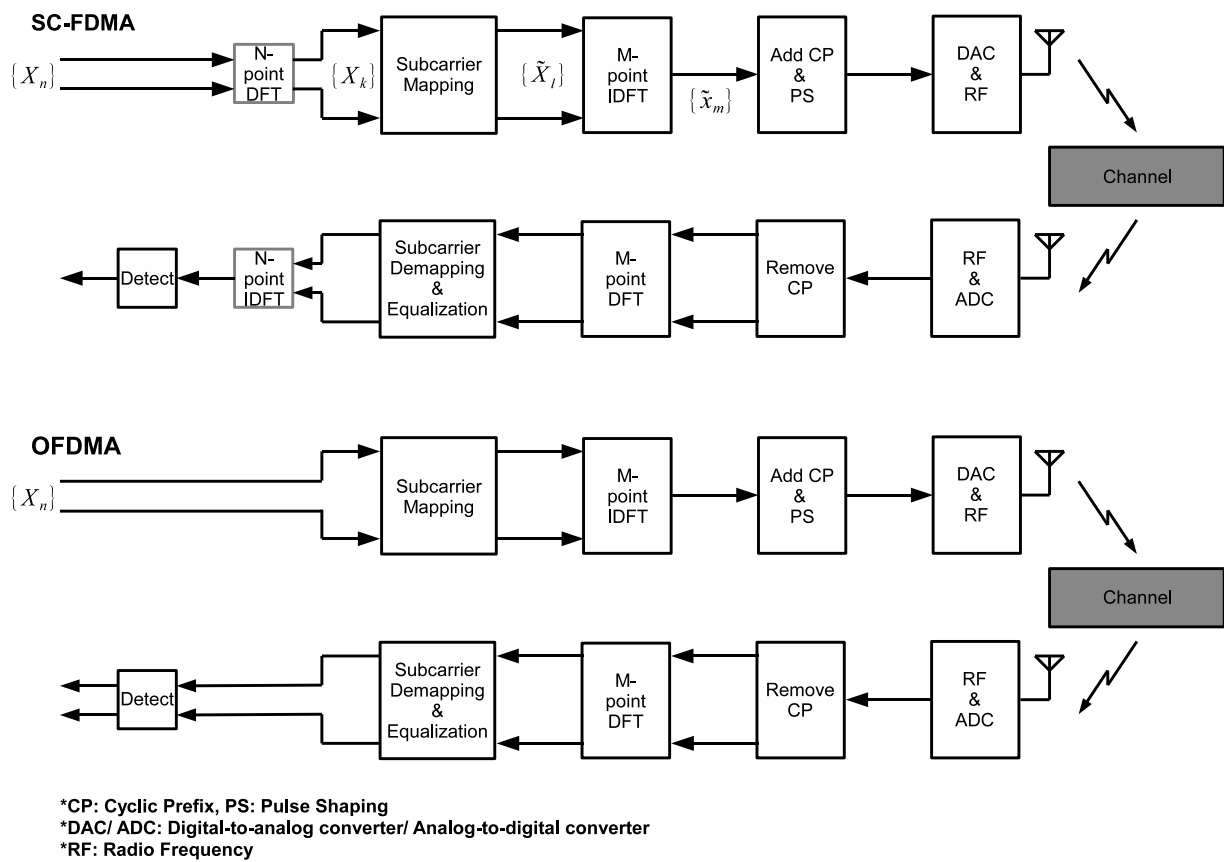 SC-FDMA
{X_n}
N-
point
DFT
{X_k}
Subcarrier
Mapping
{X̃_l}
M-
point
IDFT
{x̃_m}
Add CP
&
PS
DAC
&
RF
Channel
Detect
N-
point
IDFT
Subcarrier
Demapping
&
Equalization
M-
point
DFT
Remove
CP
RF
&
ADC
OFDMA
{X_n}
Subcarrier
Mapping
M-
point
IDFT
Add CP
&
PS
DAC
&
RF
Channel
Detect
Subcarrier
Demapping
&
Equalization
M-
point
DFT
Remove
CP
RF
&
ADC
*CP: Cyclic Prefix, PS: Pulse Shaping
*DAC/ ADC: Digital-to-analog converter/ Analog-to-digital converter
*RF: Radio Frequency